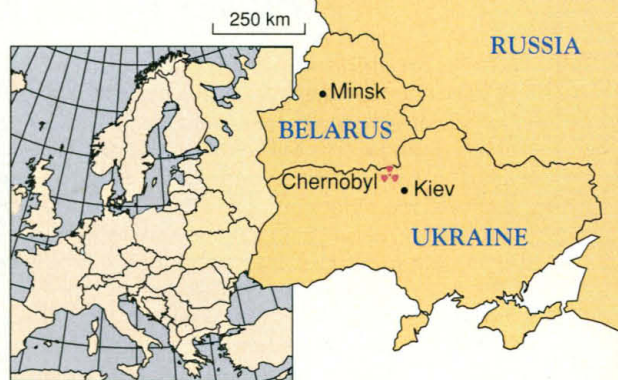 250 km
RUSSIA
Minsk
BELARUS
Chernobyl
Kiev
UKRAINE